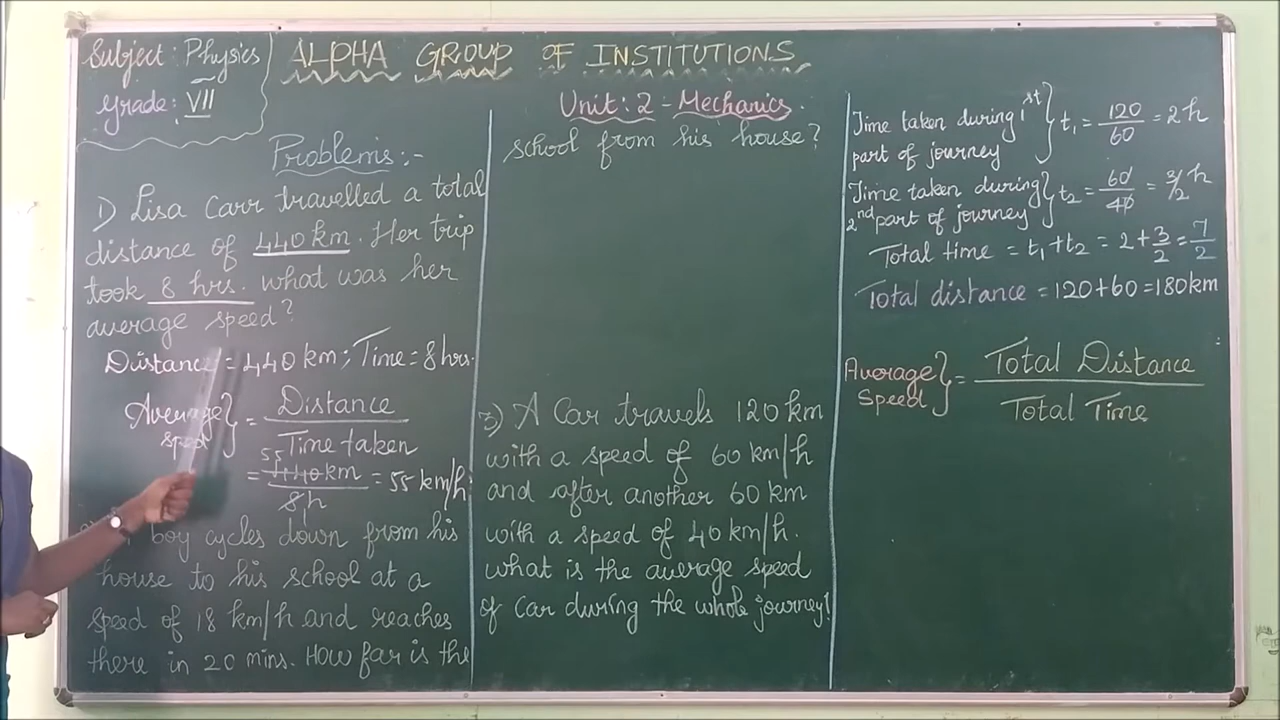 Subject: Physics
Grade: VII
ALPHA GROUP OF INSTITUTIONS
Unit: 2 - Mechanics.
Problems:-
1) Lisa Carr travelled a total
distance of 440 km. Her trip
took 8 hrs. what was her
average speed?
Distance = 440 km; Time = 8 hrs.
Average speed } = Distance / Time taken
= 440 km / 8 h = 55 km/h
55
1
boy cycles down from his
house to his school at a
speed of 18 km/h and reaches
there in 20 mins. How far is the
school from his house?
3) A Car travels 120 km
with a speed of 60 km/h
and after another 60 km
with a speed of 40 km/h.
what is the average speed
of Car during the whole journey?
Time taken during 1st
part of journey } t₁ = 120/60 = 2 h
Time taken during
2nd part of journey } t₂ = 60/40 = 3/2 h
Total time = t₁ + t₂ = 2 + 3/2 = 7/2
Total distance = 120 + 60 = 180 km
Average Speed } = Total Distance / Total Time